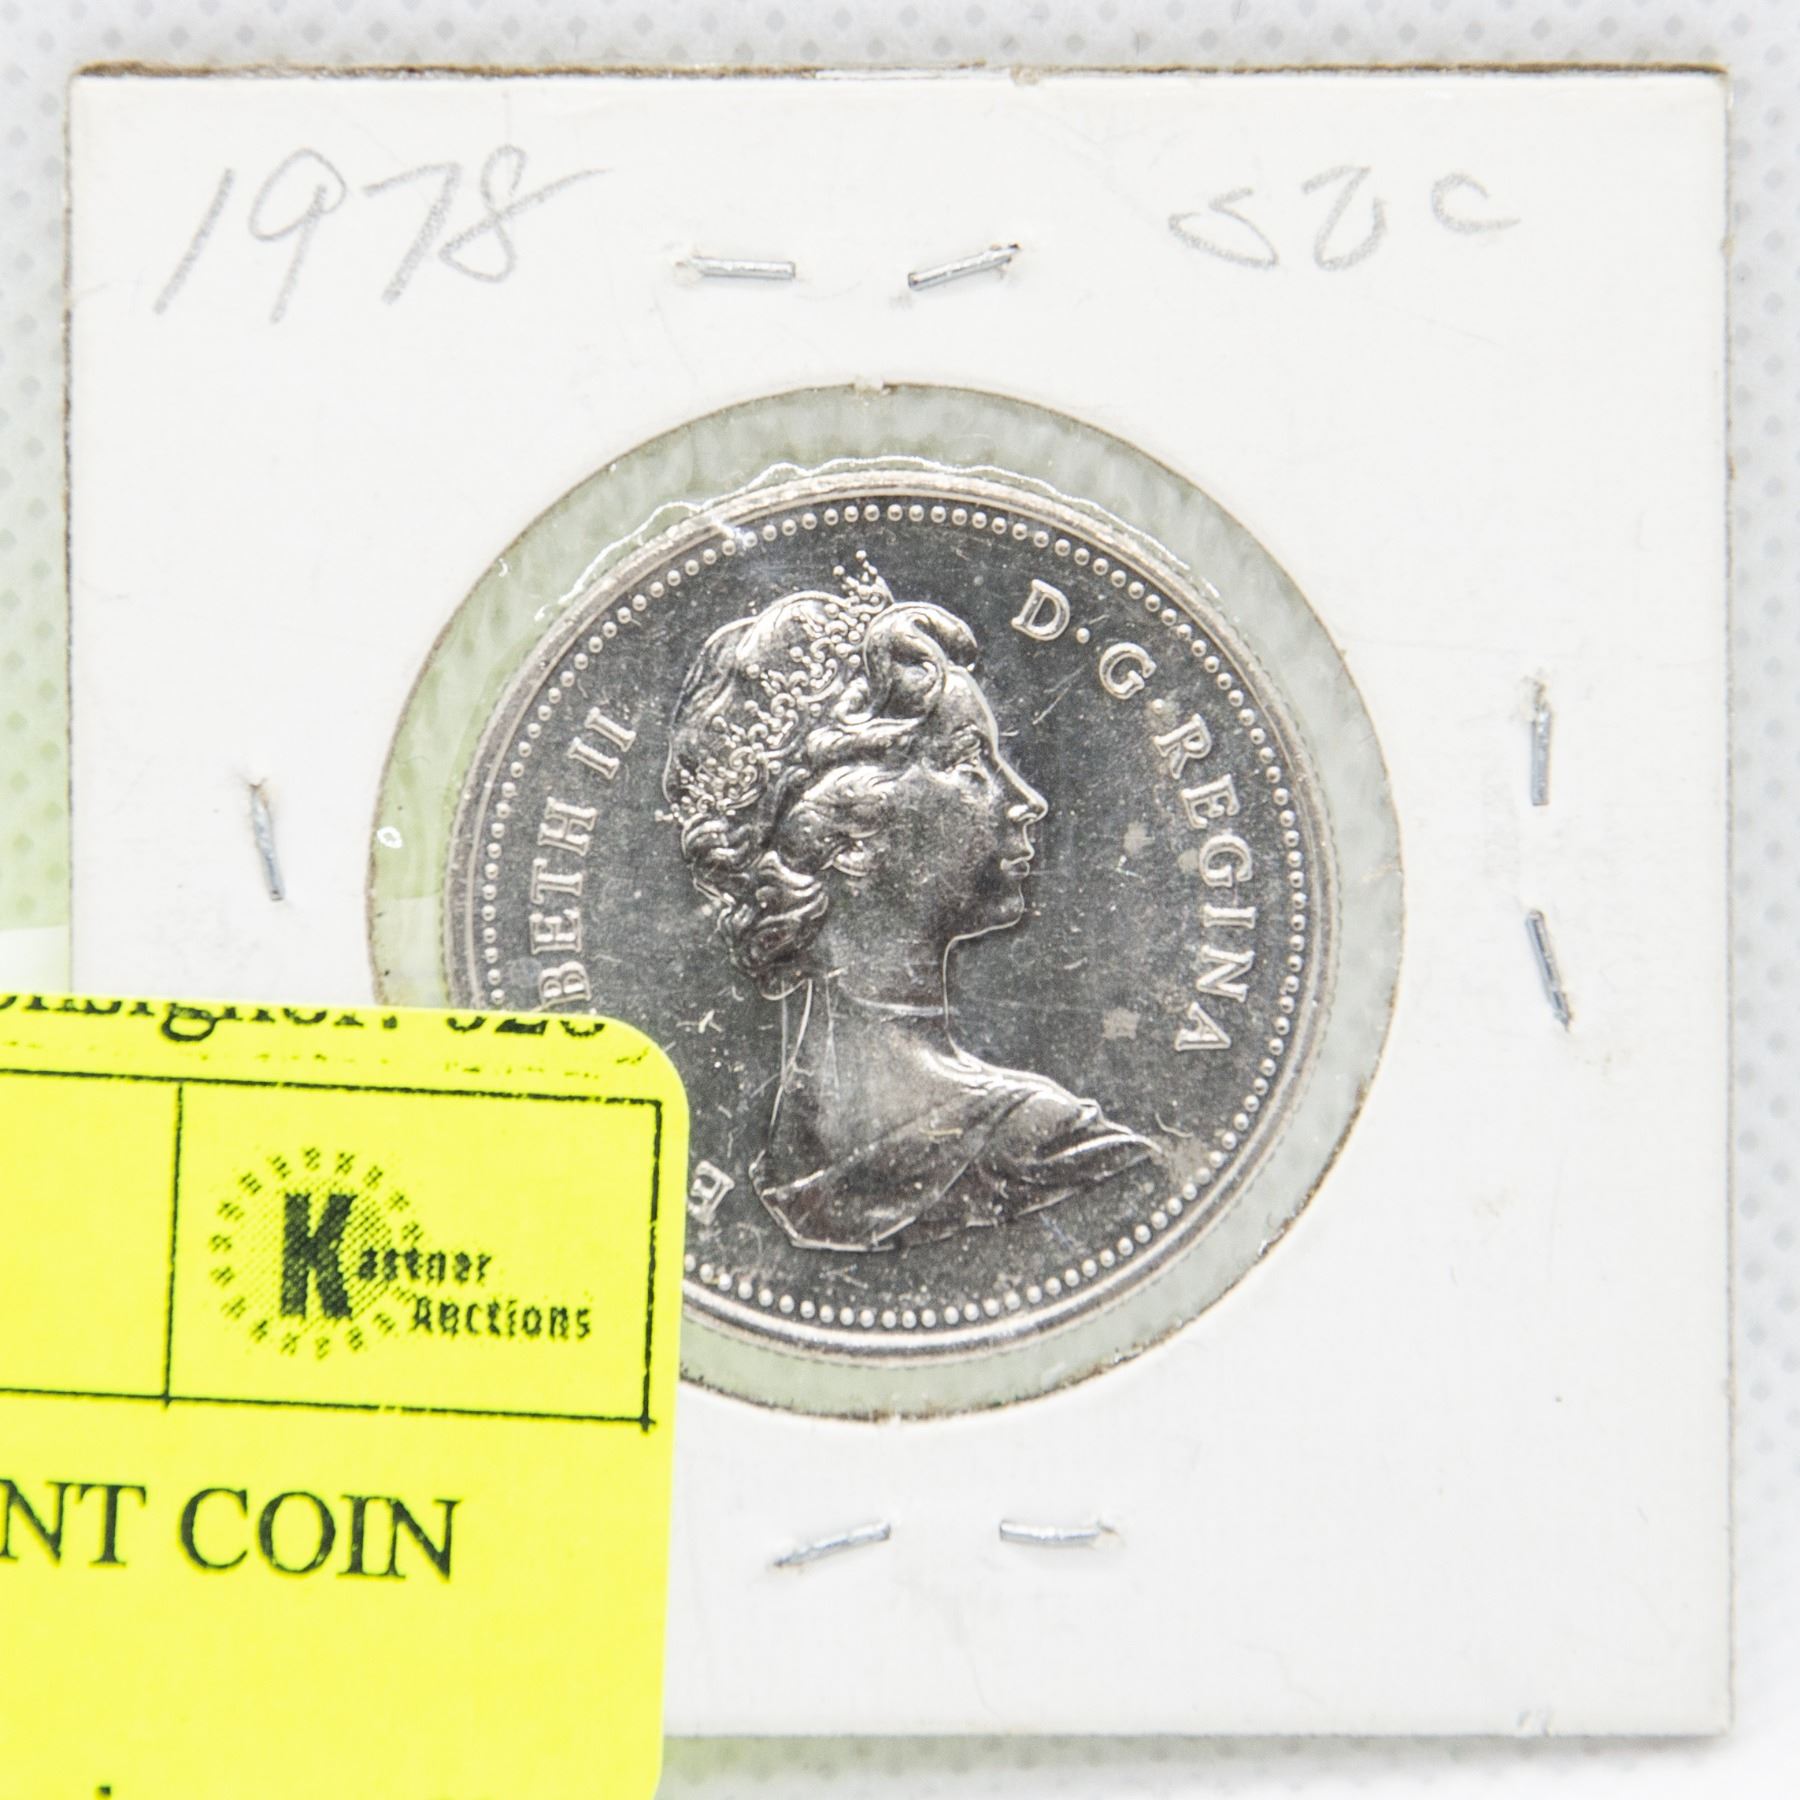 1978 50c
E BETH II D. G. REGINA
Kastner
Auctions
NT COIN